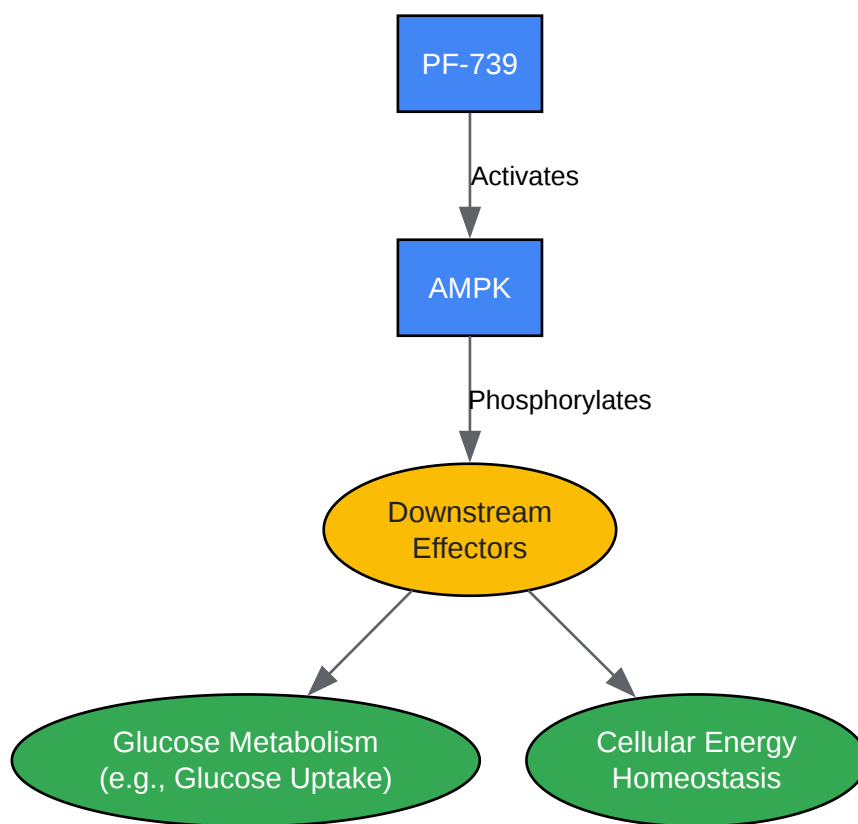 PF-739
Activates
AMPK
Phosphorylates
Downstream
Effectors
Glucose Metabolism
(e.g., Glucose Uptake)
Cellular Energy
Homeostasis